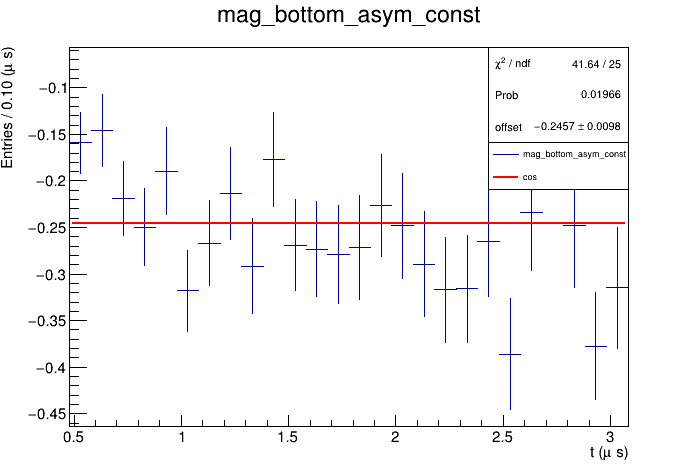 mag_bottom_asym_const
Entries / 0.10 (μ s)
χ² / ndf 41.64 / 25
Prob 0.01966
offset −0.2457 ± 0.0098
mag_bottom_asym_const
cos
−0.1
−0.15
−0.2
−0.25
−0.3
−0.35
−0.4
−0.45
0.5 1 1.5 2 2.5 3
t (μ s)